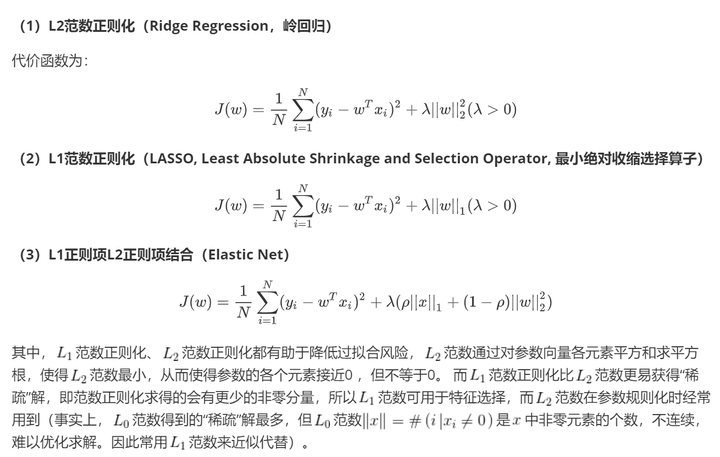 （1）L2范数正则化（Ridge Regression，岭回归）
代价函数为：
J(w) = \frac{1}{N} \sum_{i=1}^{N} (y_i − w^T x_i)^2 + λ||w||_2^2 (λ > 0)
（2）L1范数正则化（LASSO, Least Absolute Shrinkage and Selection Operator, 最小绝对收缩选择算子）
J(w) = \frac{1}{N} \sum_{i=1}^{N} (y_i − w^T x_i)^2 + λ||w||_1 (λ > 0)
（3）L1正则项L2正则项结合（Elastic Net）
J(w) = \frac{1}{N} \sum_{i=1}^{N} (y_i − w^T x_i)^2 + λ(ρ||x||_1 + (1 − ρ)||w||_2^2)
其中，L_1 范数正则化、 L_2 范数正则化都有助于降低过拟合风险，L_2 范数通过对参数向量各元素平方和求平方
根，使得 L_2 范数最小，从而使得参数的各个元素接近0 ，但不等于0。 而 L_1 范数正则化比 L_2 范数更易获得“稀
疏”解，即范数正则化求得的会有更少的非零分量，所以 L_1 范数可用于特征选择，而 L_2 范数在参数规则化时经常
用到（事实上， L_0 范数得到的“稀疏”解最多，但 L_0 范数||x|| = #(i |x_i ≠ 0) 是 x 中非零元素的个数，不连续，
难以优化求解。因此常用 L_1 范数来近似代替）。